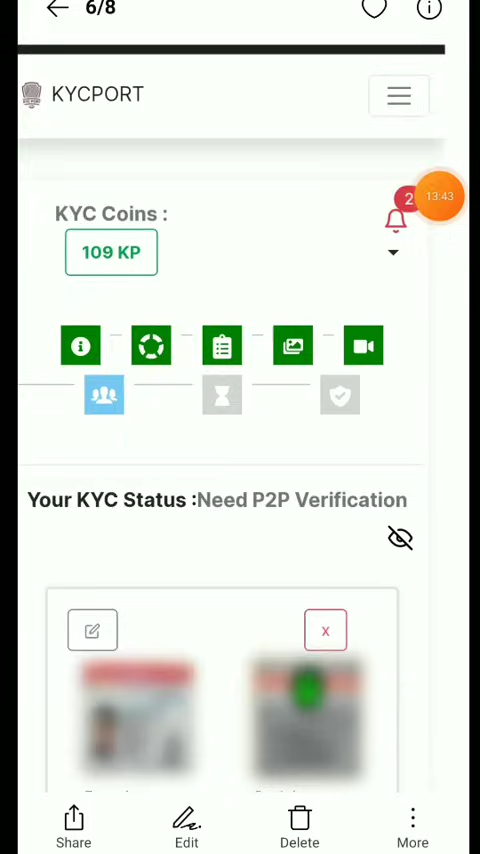 6/8
KYCPORT
2
13:43
KYC Coins :
109 KP
Your KYC Status :Need P2P Verification
x
Share
Edit
Delete
More